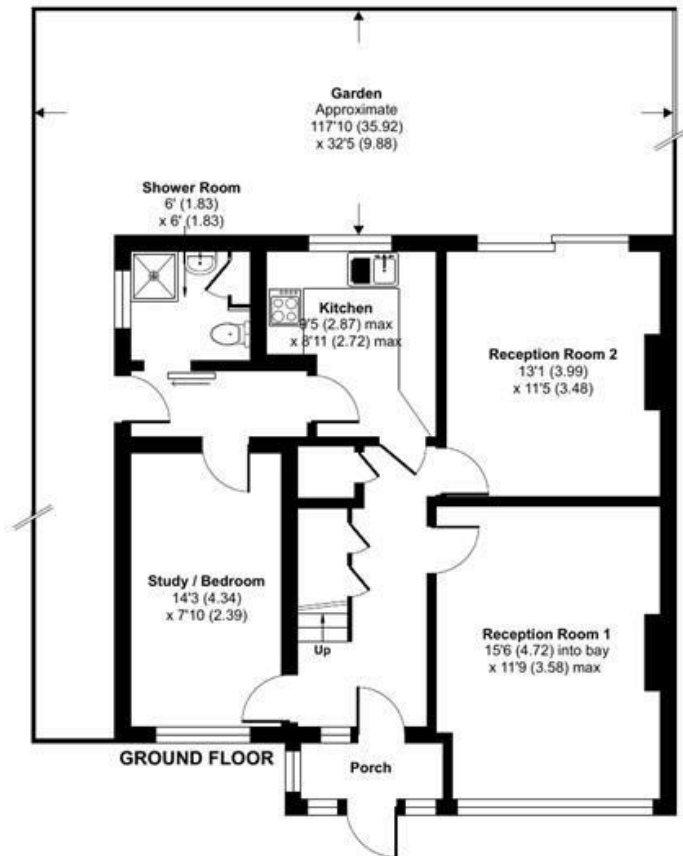 Garden
Approximate
117'10 (35.92)
x 32'5 (9.88)
Shower Room
6' (1.83)
x 6' (1.83)
Kitchen
9'5 (2.87) max
x 8'11 (2.72) max
Reception Room 2
13'1 (3.99)
x 11'5 (3.48)
Study / Bedroom
14'3 (4.34)
x 7'10 (2.39)
Up
Reception Room 1
15'6 (4.72) into bay
x 11'9 (3.58) max
GROUND FLOOR
Porch